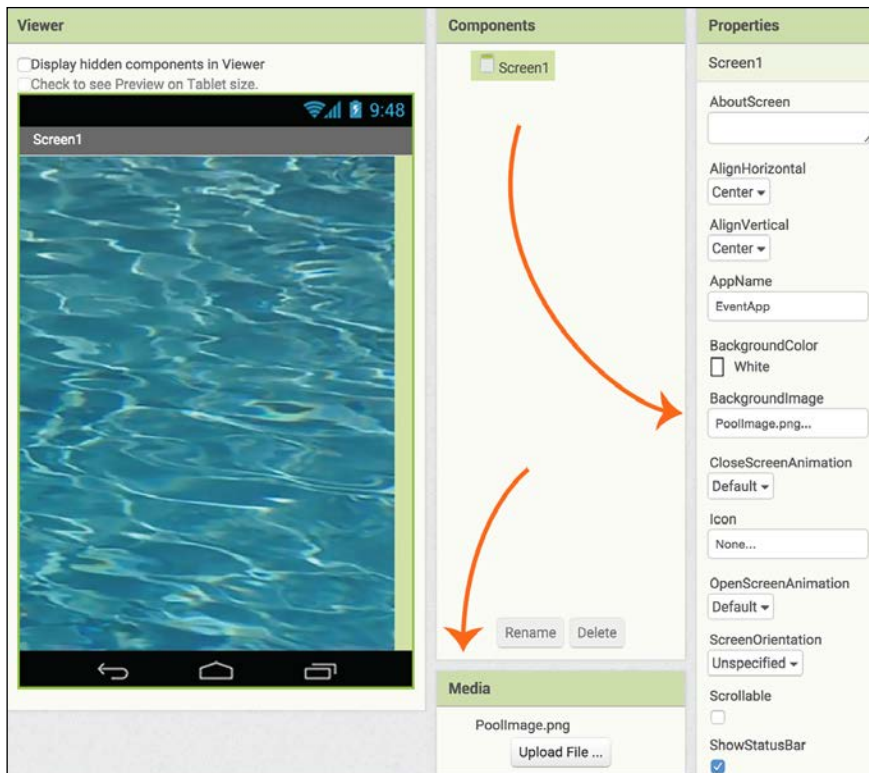 Viewer
Display hidden components in Viewer
Check to see Preview on Tablet size.
9:48
Screen1
Components
Screen1
Rename
Delete
Media
PoolImage.png
Upload File ...
Properties
Screen1
AboutScreen
AlignHorizontal
Center
AlignVertical
Center
AppName
EventApp
BackgroundColor
White
BackgroundImage
PoolImage.png...
CloseScreenAnimation
Default
Icon
None...
OpenScreenAnimation
Default
ScreenOrientation
Unspecified
Scrollable
ShowStatusBar